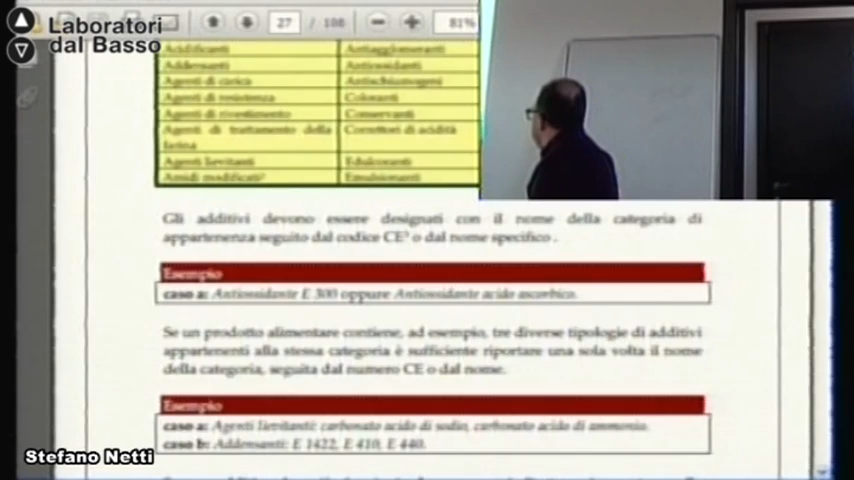 Laboratori
dal Basso
27 / 108
81%
Acidificanti Antiagglomeranti
Addensanti Antiossidanti
Agenti di carica Antischiumogeni
Agenti di resistenza Coloranti
Agenti di rivestimento Conservanti
Agenti di trattamento della Correttori di acidità
farina
Agenti lievitanti Edulcoranti
Amidi modificati² Emulsionanti
Gli additivi devono essere designati con il nome della categoria di
appartenenza seguito dal codice CE³ o dal nome specifico .
Esempio
caso a: Antiossidante E 300 oppure Antiossidante acido ascorbico.
Se un prodotto alimentare contiene, ad esempio, tre diverse tipologie di additivi
appartenenti alla stessa categoria è sufficiente riportare una sola volta il nome
della categoria, seguita dal numero CE o dal nome.
Esempio
caso a: Agenti lievitanti: carbonato acido di sodio, carbonato acido di ammonio.
caso b: Addensanti: E 1422, E 410, E 440.
Stefano Netti